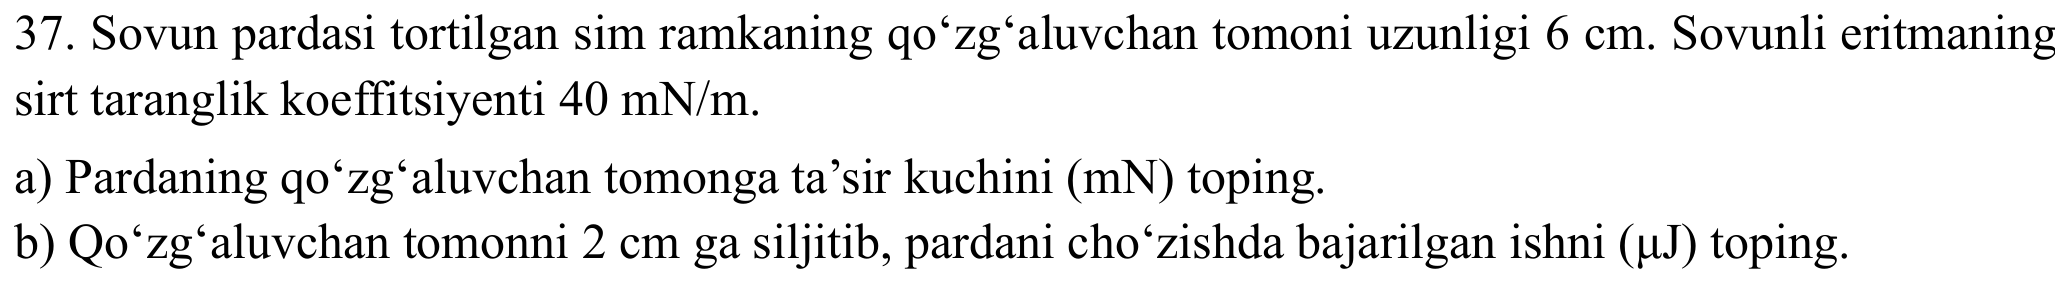 37. Sovun pardasi tortilgan sim ramkaning qo‘zg‘aluvchan tomoni uzunligi 6 cm. Sovunli eritmaning
sirt taranglik koeffitsiyenti 40 mN/m.
a) Pardaning qo‘zg‘aluvchan tomonga ta’sir kuchini (mN) toping.
b) Qo‘zg‘aluvchan tomonni 2 cm ga siljitib, pardani cho‘zishda bajarilgan ishni (μJ) toping.